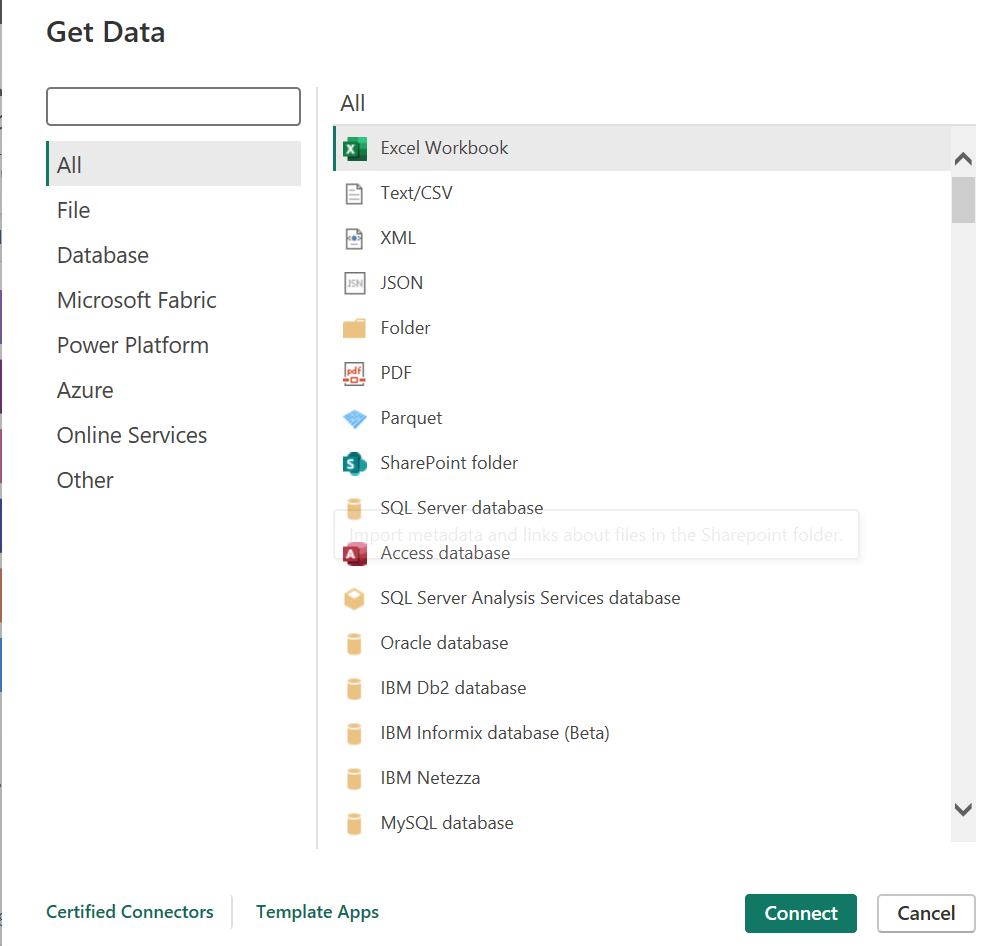 Get Data
All
File
Database
Microsoft Fabric
Power Platform
Azure
Online Services
Other
All
Excel Workbook
Text/CSV
XML
JSN JSON
Folder
pdf PDF
Parquet
S SharePoint folder
SQL Server database
Import metadata and links about files in the Sharepoint folder.
A Access database
SQL Server Analysis Services database
Oracle database
IBM Db2 database
IBM Informix database (Beta)
IBM Netezza
MySQL database
Certified Connectors
Template Apps
Connect
Cancel